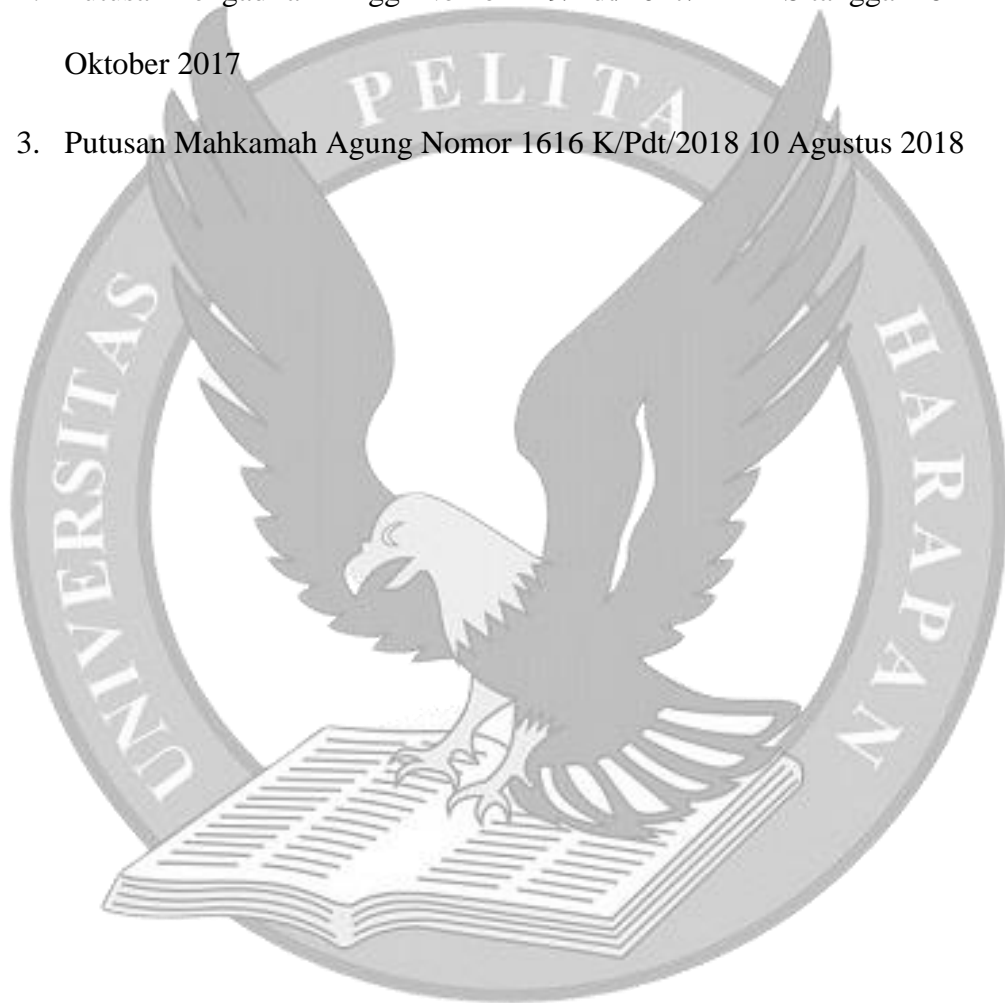 Oktober 2017
3. Putusan Mahkamah Agung Nomor 1616 K/Pdt/2018 10 Agustus 2018
UNIVERSITAS PELITA HARAPAN